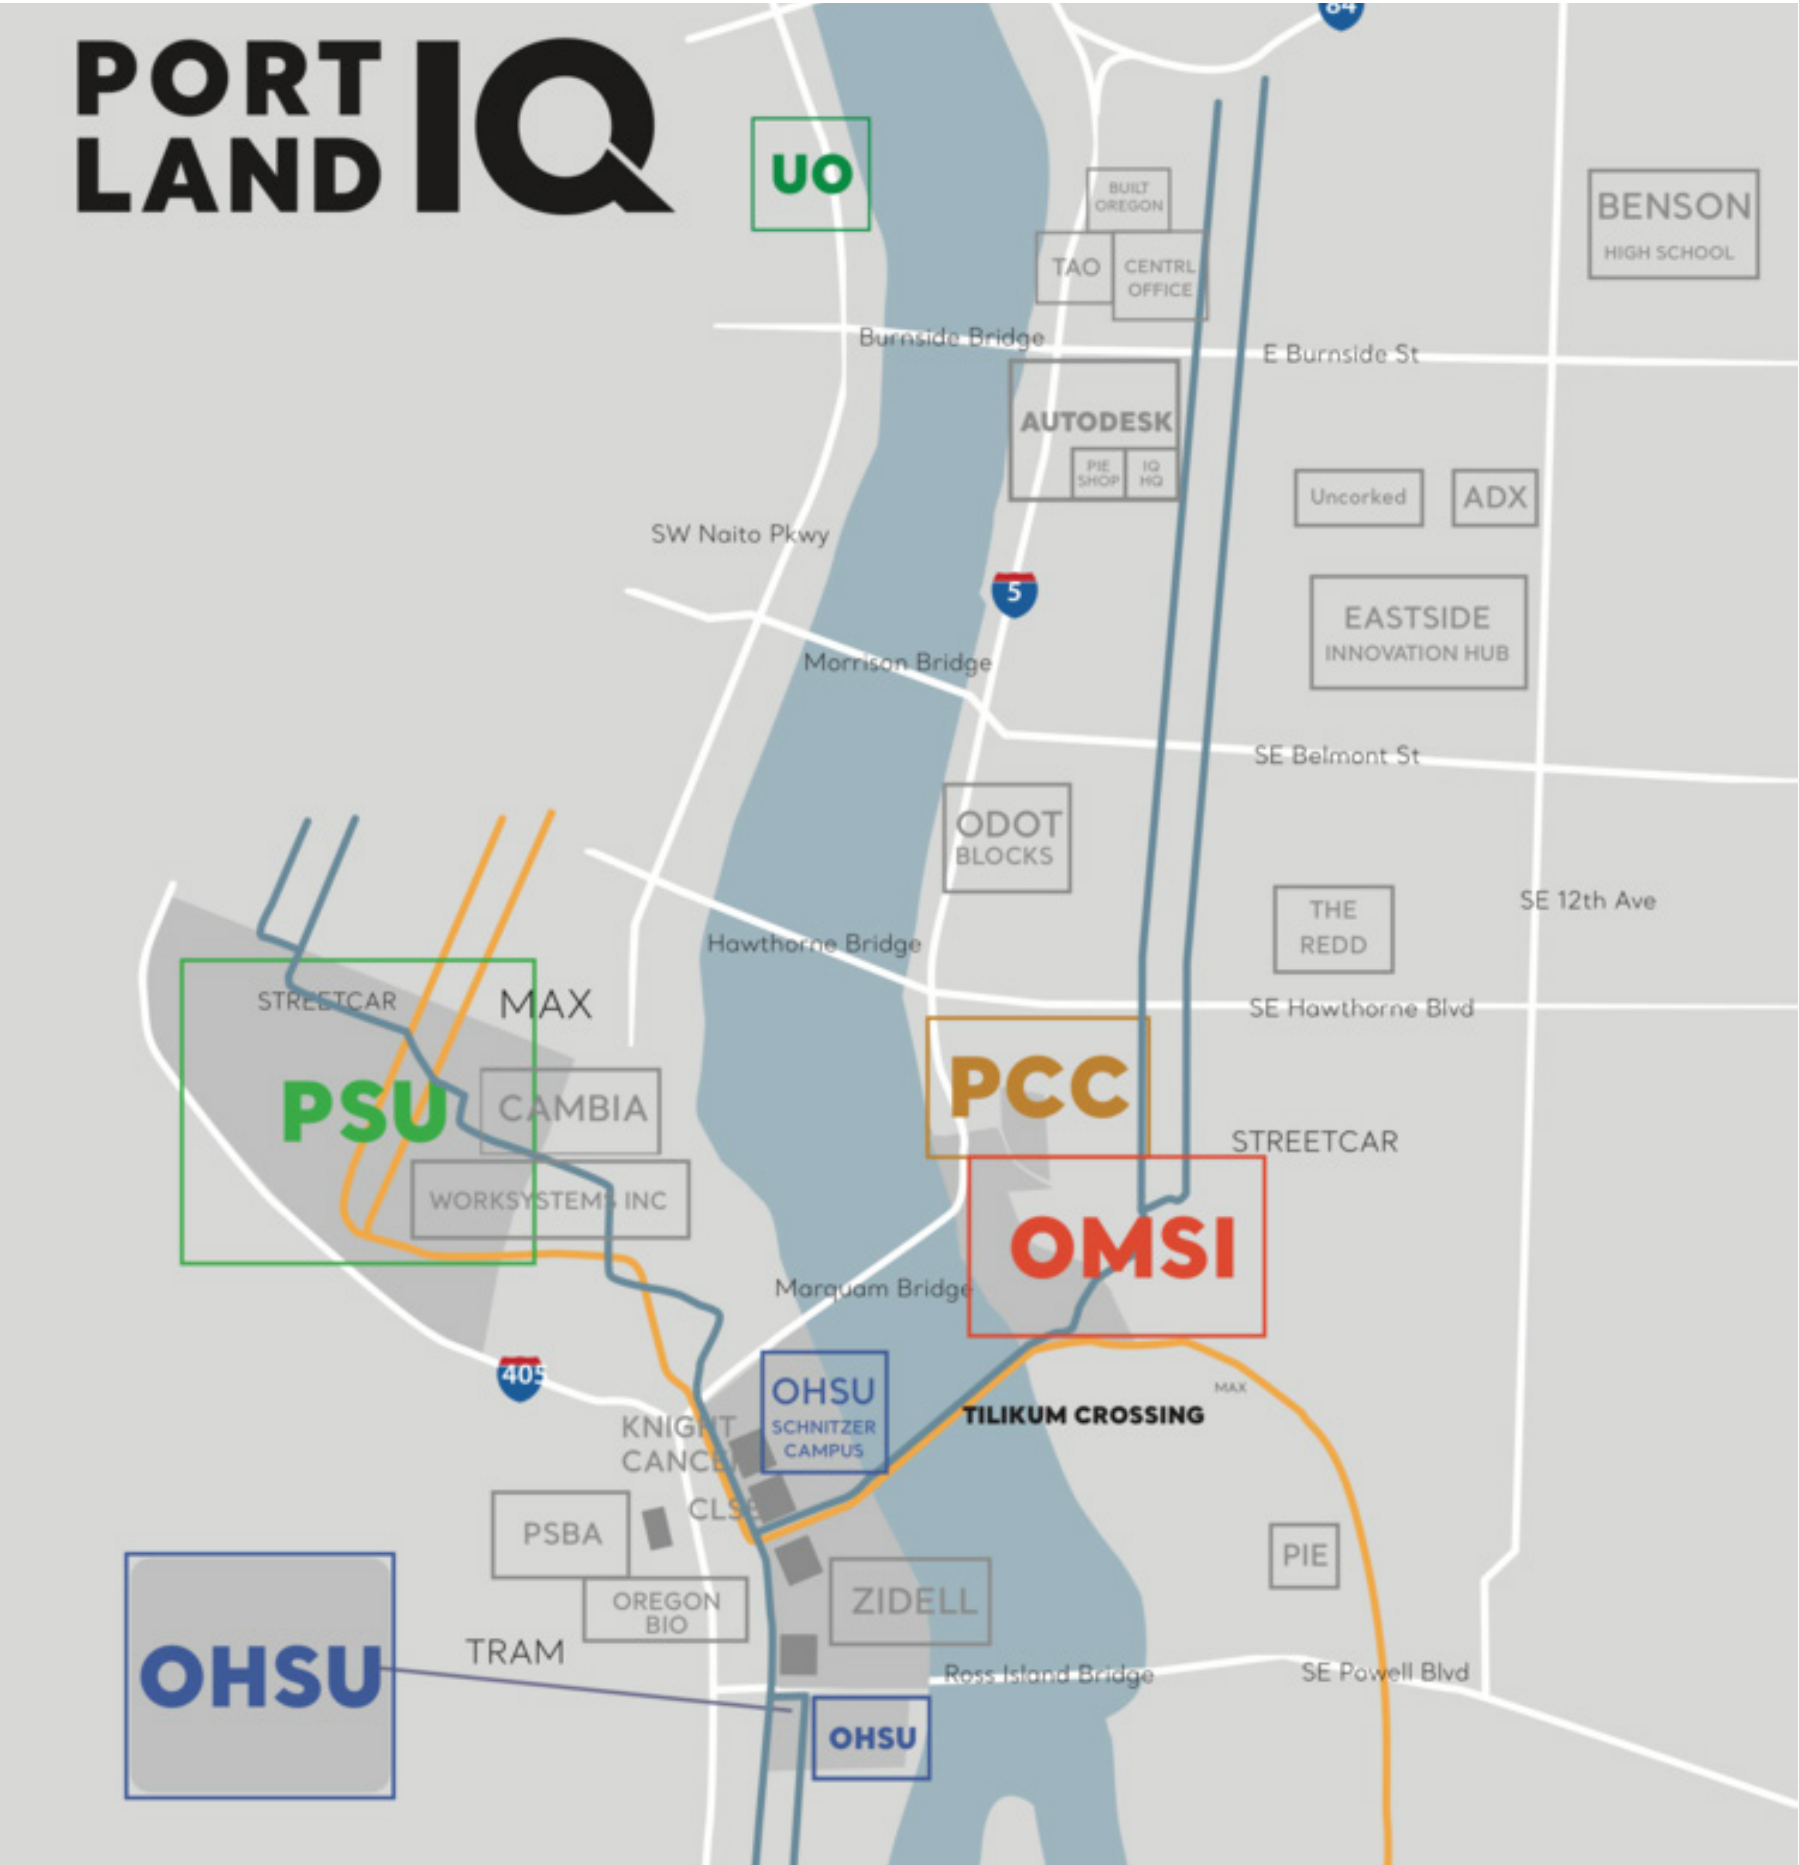 PORT
LAND
IQ
84
UO
BUILT
OREGON
TAO
CENTRL
OFFICE
BENSON
HIGH SCHOOL
Burnside Bridge
E Burnside St
AUTODESK
PIE
SHOP
IQ
HQ
Uncorked
ADX
SW Naito Pkwy
5
EASTSIDE
INNOVATION HUB
Morrison Bridge
SE Belmont St
ODOT
BLOCKS
THE
REDD
SE 12th Ave
Hawthorne Bridge
SE Hawthorne Blvd
STREETCAR
MAX
PSU
CAMBIA
WORKSYSTEMS INC
PCC
STREETCAR
OMSI
Marquam Bridge
405
OHSU
SCHNITZER
CAMPUS
MAX
TILIKUM CROSSING
KNIGHT
CANCE
CLSB
PSBA
OREGON
BIO
ZIDELL
PIE
TRAM
OHSU
Ross Island Bridge
SE Powell Blvd
OHSU